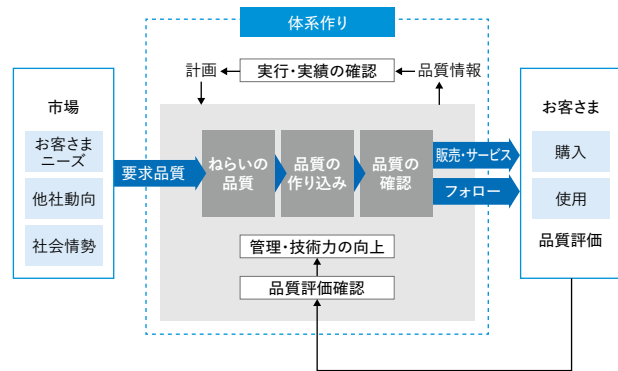 体系作り
計画
実行・実績の確認
品質情報
市場
お客さま
ニーズ
他社動向
社会情勢
要求品質
ねらいの
品質
品質の
作り込み
品質の
確認
販売・サービス
フォロー
お客さま
購入
使用
品質評価
管理・技術力の向上
品質評価確認